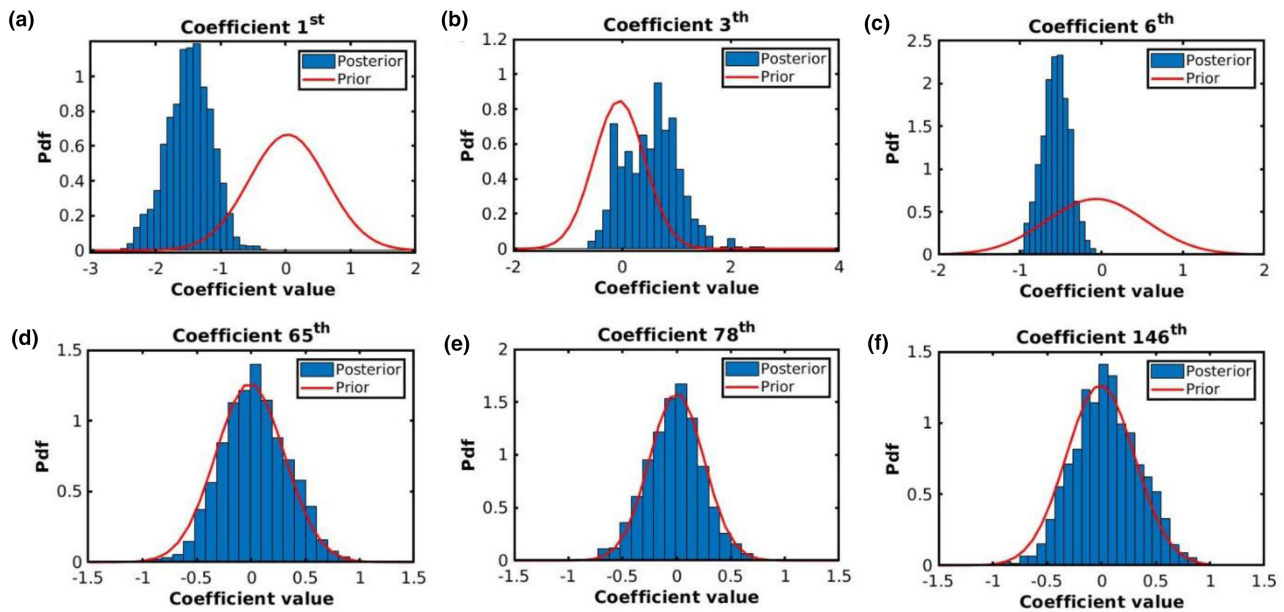 (a)
Coefficient 1st
Posterior
Prior
1
0.8
0.6
0.4
0.2
0
Pdf
-3 -2 -1 0 1 2
Coefficient value
(b)
Coefficient 3th
Posterior
Prior
1.2
1
0.8
0.6
0.4
0.2
0
Pdf
-2 0 2 4
Coefficient value
(c)
Coefficient 6th
Posterior
Prior
2.5
2
1.5
1
0.5
0
Pdf
-2 -1 0 1 2
Coefficient value
(d)
Coefficient 65th
Posterior
Prior
1.5
1
0.5
0
Pdf
-1.5 -1 -0.5 0 0.5 1 1.5
Coefficient value
(e)
Coefficient 78th
Posterior
Prior
2
1.5
1
0.5
0
Pdf
-1.5 -1 -0.5 0 0.5 1 1.5
Coefficient value
(f)
Coefficient 146th
Posterior
Prior
1.5
1
0.5
0
Pdf
-1.5 -1 -0.5 0 0.5 1 1.5
Coefficient value